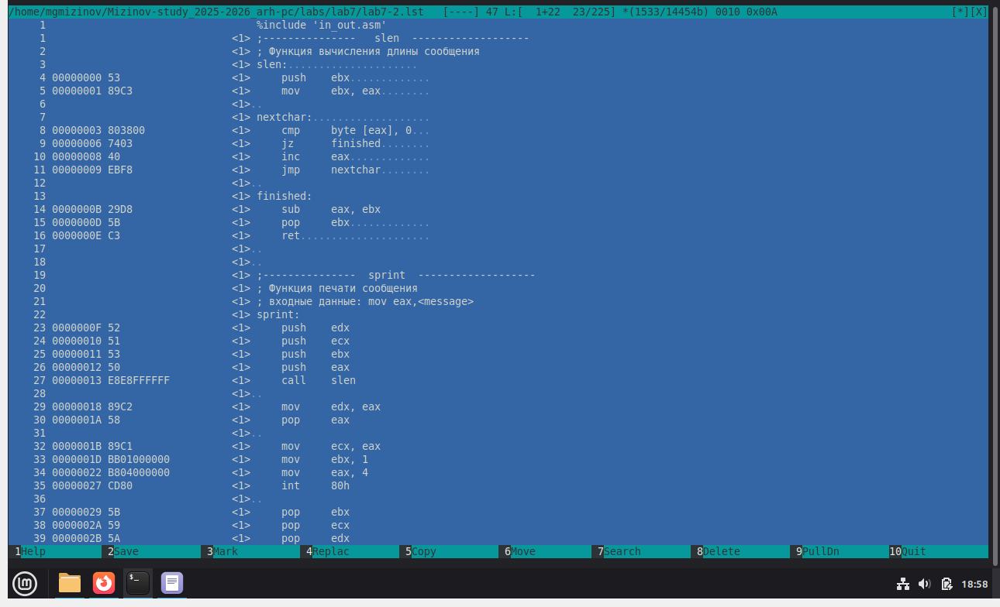 /home/mgmizinov/Mizinov-study_2025-2026_arh-pc/labs/lab7/lab7-2.lst   [----] 47 L:[  1+22  23/225] *(1533/14454b) 0010 0x00A                            [*][X]
     1                                  %include 'in_out.asm'
     1                              <1> ;---------------   slen  -------------------
     2                              <1> ; Функция вычисления длины сообщения
     3                              <1> slen:.....................
     4 00000000 53                  <1>     push    ebx.............
     5 00000001 89C3                <1>     mov     ebx, eax........
     6                              <1>..
     7                              <1> nextchar:...................
     8 00000003 803800              <1>     cmp     byte [eax], 0...
     9 00000006 7403                <1>     jz      finished........
    10 00000008 40                  <1>     inc     eax.............
    11 00000009 EBF8                <1>     jmp     nextchar........
    12                              <1>..
    13                              <1> finished:
    14 0000000B 29D8                <1>     sub     eax, ebx
    15 0000000D 5B                  <1>     pop     ebx.............
    16 0000000E C3                  <1>     ret.....................
    17                              <1>..
    18                              <1>..
    19                              <1> ;---------------  sprint  -------------------
    20                              <1> ; Функция печати сообщения
    21                              <1> ; входные данные: mov eax,<message>
    22                              <1> sprint:
    23 0000000F 52                  <1>     push    edx
    24 00000010 51                  <1>     push    ecx
    25 00000011 53                  <1>     push    ebx
    26 00000012 50                  <1>     push    eax
    27 00000013 E8E8FFFFFF          <1>     call    slen
    28                              <1>..
    29 00000018 89C2                <1>     mov     edx, eax
    30 0000001A 58                  <1>     pop     eax
    31                              <1>..
    32 0000001B 89C1                <1>     mov     ecx, eax
    33 0000001D BB01000000          <1>     mov     ebx, 1
    34 00000022 B804000000          <1>     mov     eax, 4
    35 00000027 CD80                <1>     int     80h
    36                              <1>..
    37 00000029 5B                  <1>     pop     ebx
    38 0000002A 59                  <1>     pop     ecx
    39 0000002B 5A                  <1>     pop     edx
1Help 2Save 3Mark 4Replac 5Copy 6Move 7Search 8Delete 9PullDn 10Quit
18:58